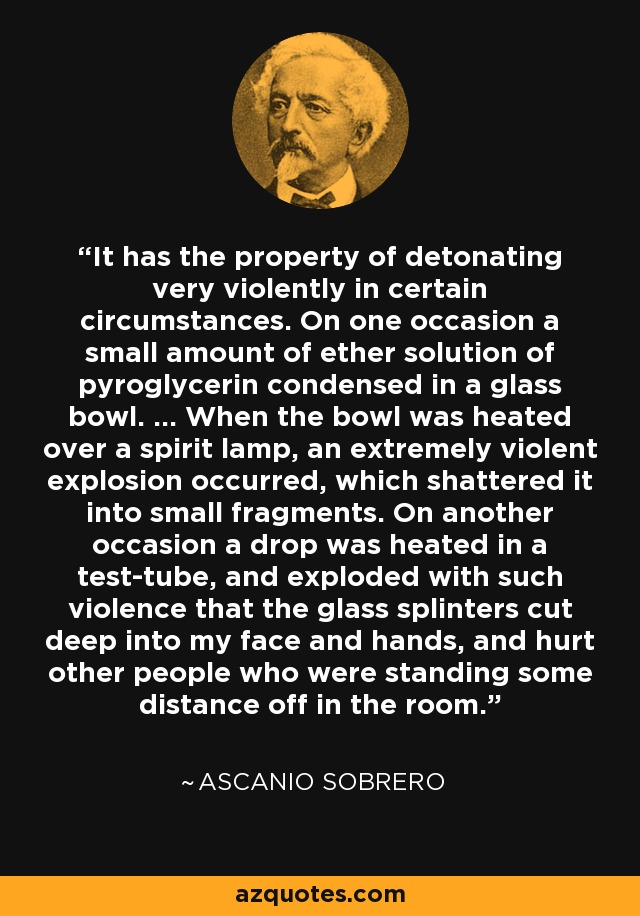 “It has the property of detonating
very violently in certain
circumstances. On one occasion a
small amount of ether solution of
pyroglycerin condensed in a glass
bowl. ... When the bowl was heated
over a spirit lamp, an extremely violent
explosion occurred, which shattered it
into small fragments. On another
occasion a drop was heated in a
test-tube, and exploded with such
violence that the glass splinters cut
deep into my face and hands, and hurt
other people who were standing some
distance off in the room.”
~ ASCANIO SOBRERO
azquotes.com